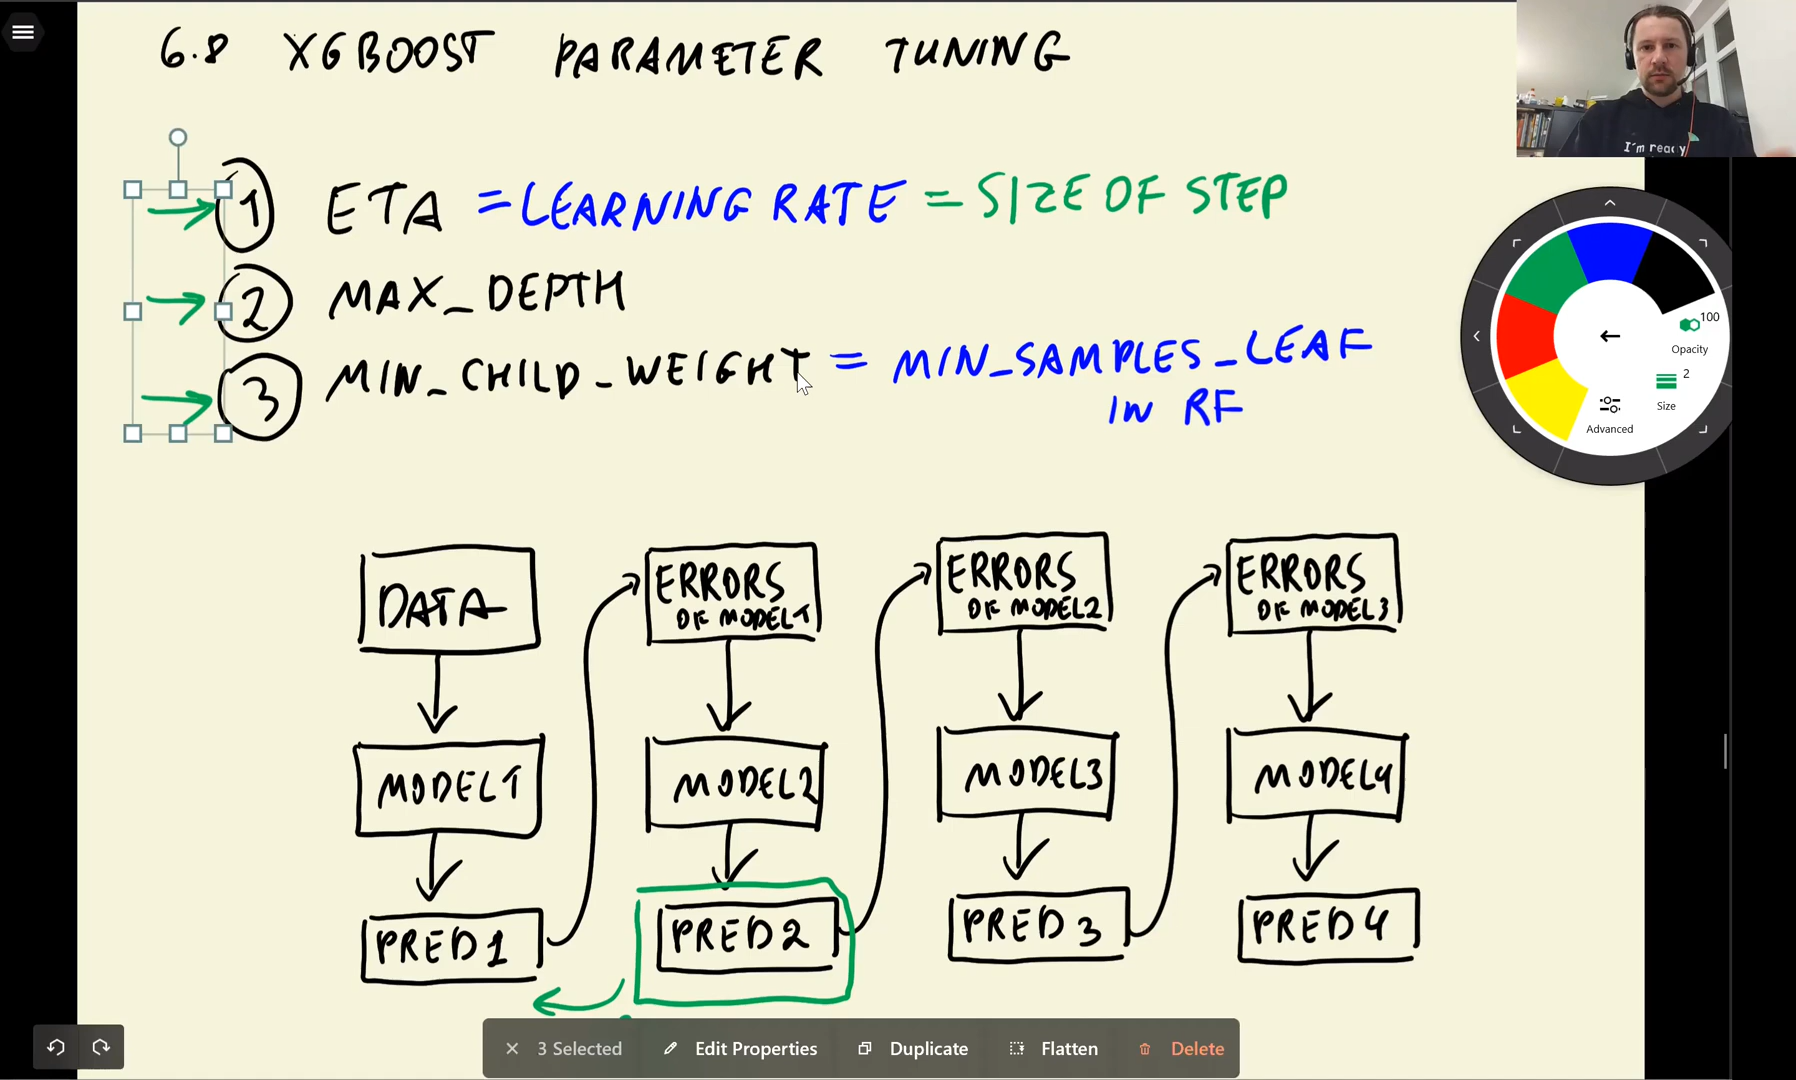 6.8 XGBOOST PARAMETER TUNING
I'm ready
1 ETA = LEARNING RATE = SIZE OF STEP
2 MAX_DEPTH
3 MIN_CHILD_WEIGHT = MIN_SAMPLES_LEAF
IN RF
100
Opacity
2
Size
Advanced
DATA
ERRORS
OF MODEL1
ERRORS
OF MODEL2
ERRORS
OF MODEL3
MODEL1
MODEL2
MODEL3
MODEL4
PRED1
PRED2
PRED3
PRED4
3 Selected Edit Properties Duplicate Flatten Delete